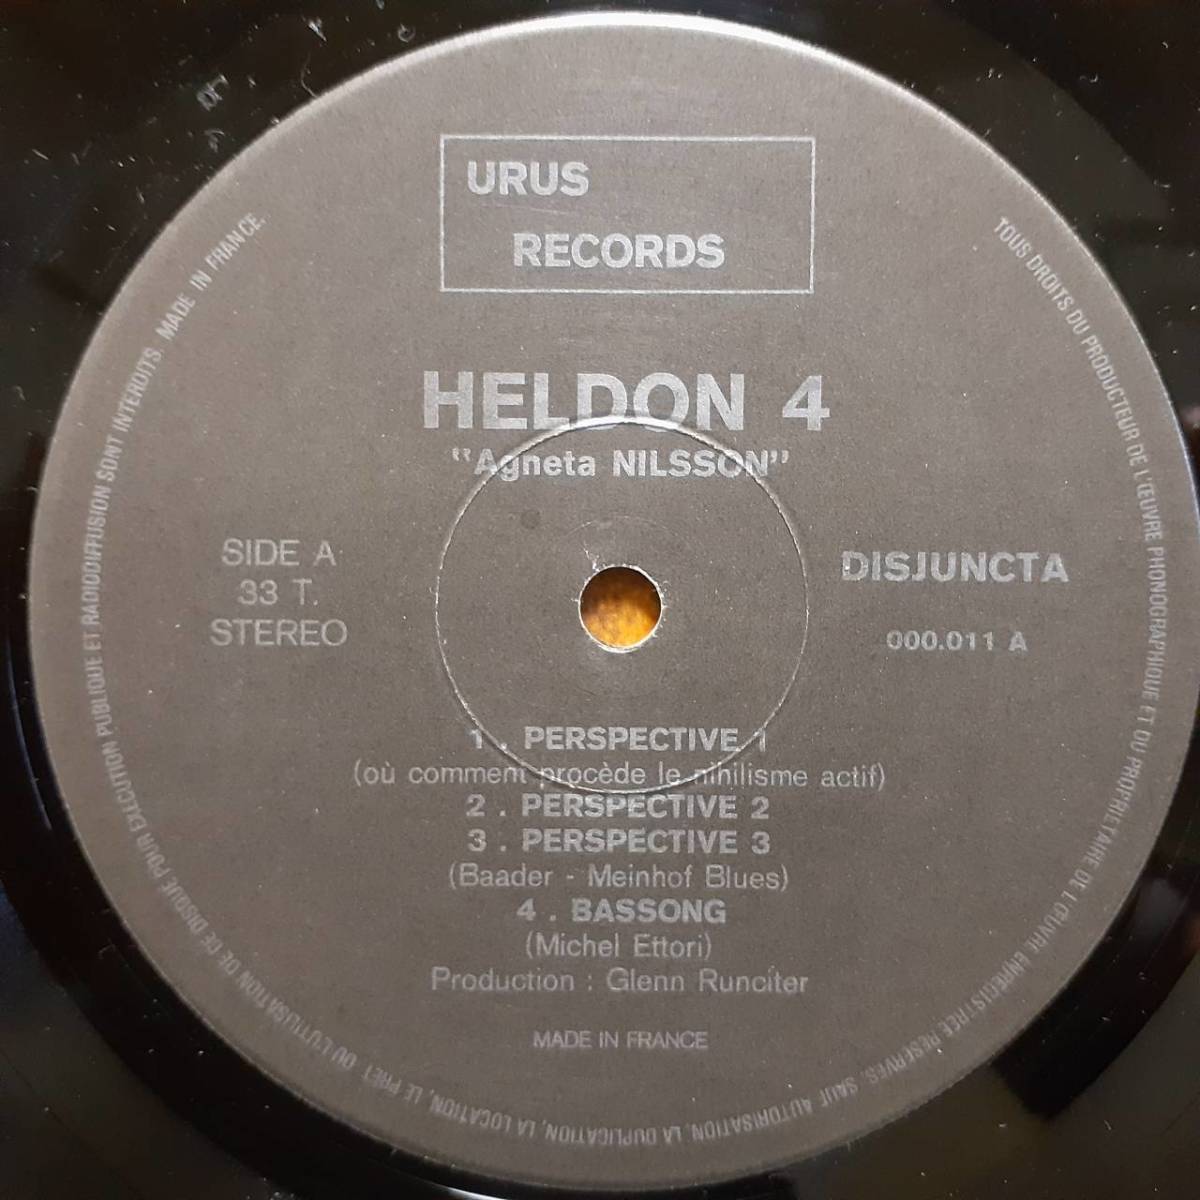 URUS
RECORDS
HELDON 4
"Agneta NILSSON"
SIDE A
33 T.
STEREO
DISJUNCTA
000.011 A
1. PERSPECTIVE 1
(où comment procède le nihilisme actif)
2. PERSPECTIVE 2
3. PERSPECTIVE 3
(Baader - Meinhof Blues)
4. BASSONG
(Michel Ettori)
Production : Glenn Runciter
MADE IN FRANCE
TOUS DROITS DU PRODUCTEUR DE L'ŒUVRE PHONOGRAPHIQUE ET DU PROPRIETAIRE DE L'ŒUVRE ENREGISTREE RESERVES. SAUF AUTORISATION, LA DUPLICATION, LA LOCATION, LE PRET OU L'UTILISATION DE CE DISQUE POUR EXECUTION PUBLIQUE ET RADIODIFFUSION SONT INTERDITS. MADE IN FRANCE.